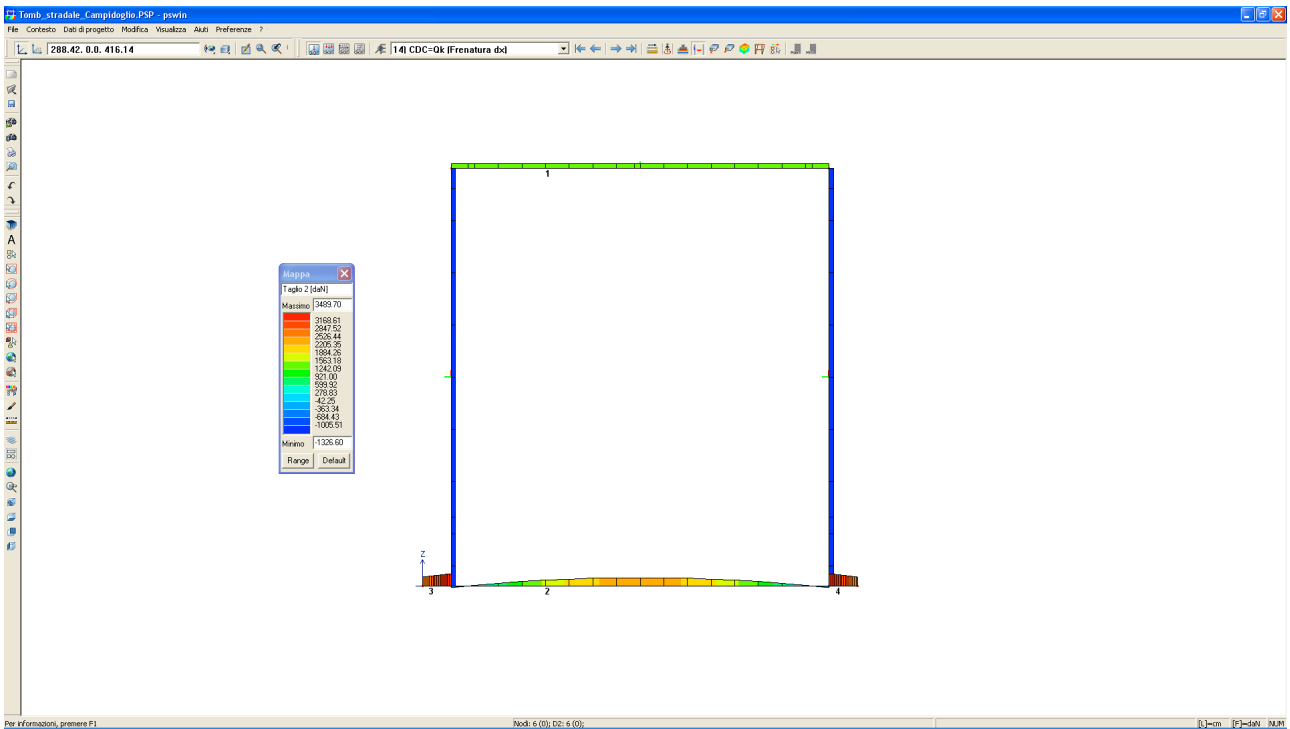 Tomb_stradale_Campidoglio.PSP - pswin
File Contesto Dati di progetto Modifica Visualizza Aiuti Preferenze ?
288.42. 0.0. 416.14
14) CDC=Qk (Frenatura dx)
A
1
Mappa
Taglio 2 [daN]
Massimo 3489.70
3168.61
2847.52
2526.44
2205.35
1884.26
1563.18
1242.09
921.00
599.92
278.83
-42.25
-363.34
-684.43
-1005.51
Minimo -1326.60
Range Default
Z
3 2 4
Per informazioni, premere F1 Nodi: 6 (0); D2: 6 (0); [L]=cm [F]=daN NUM